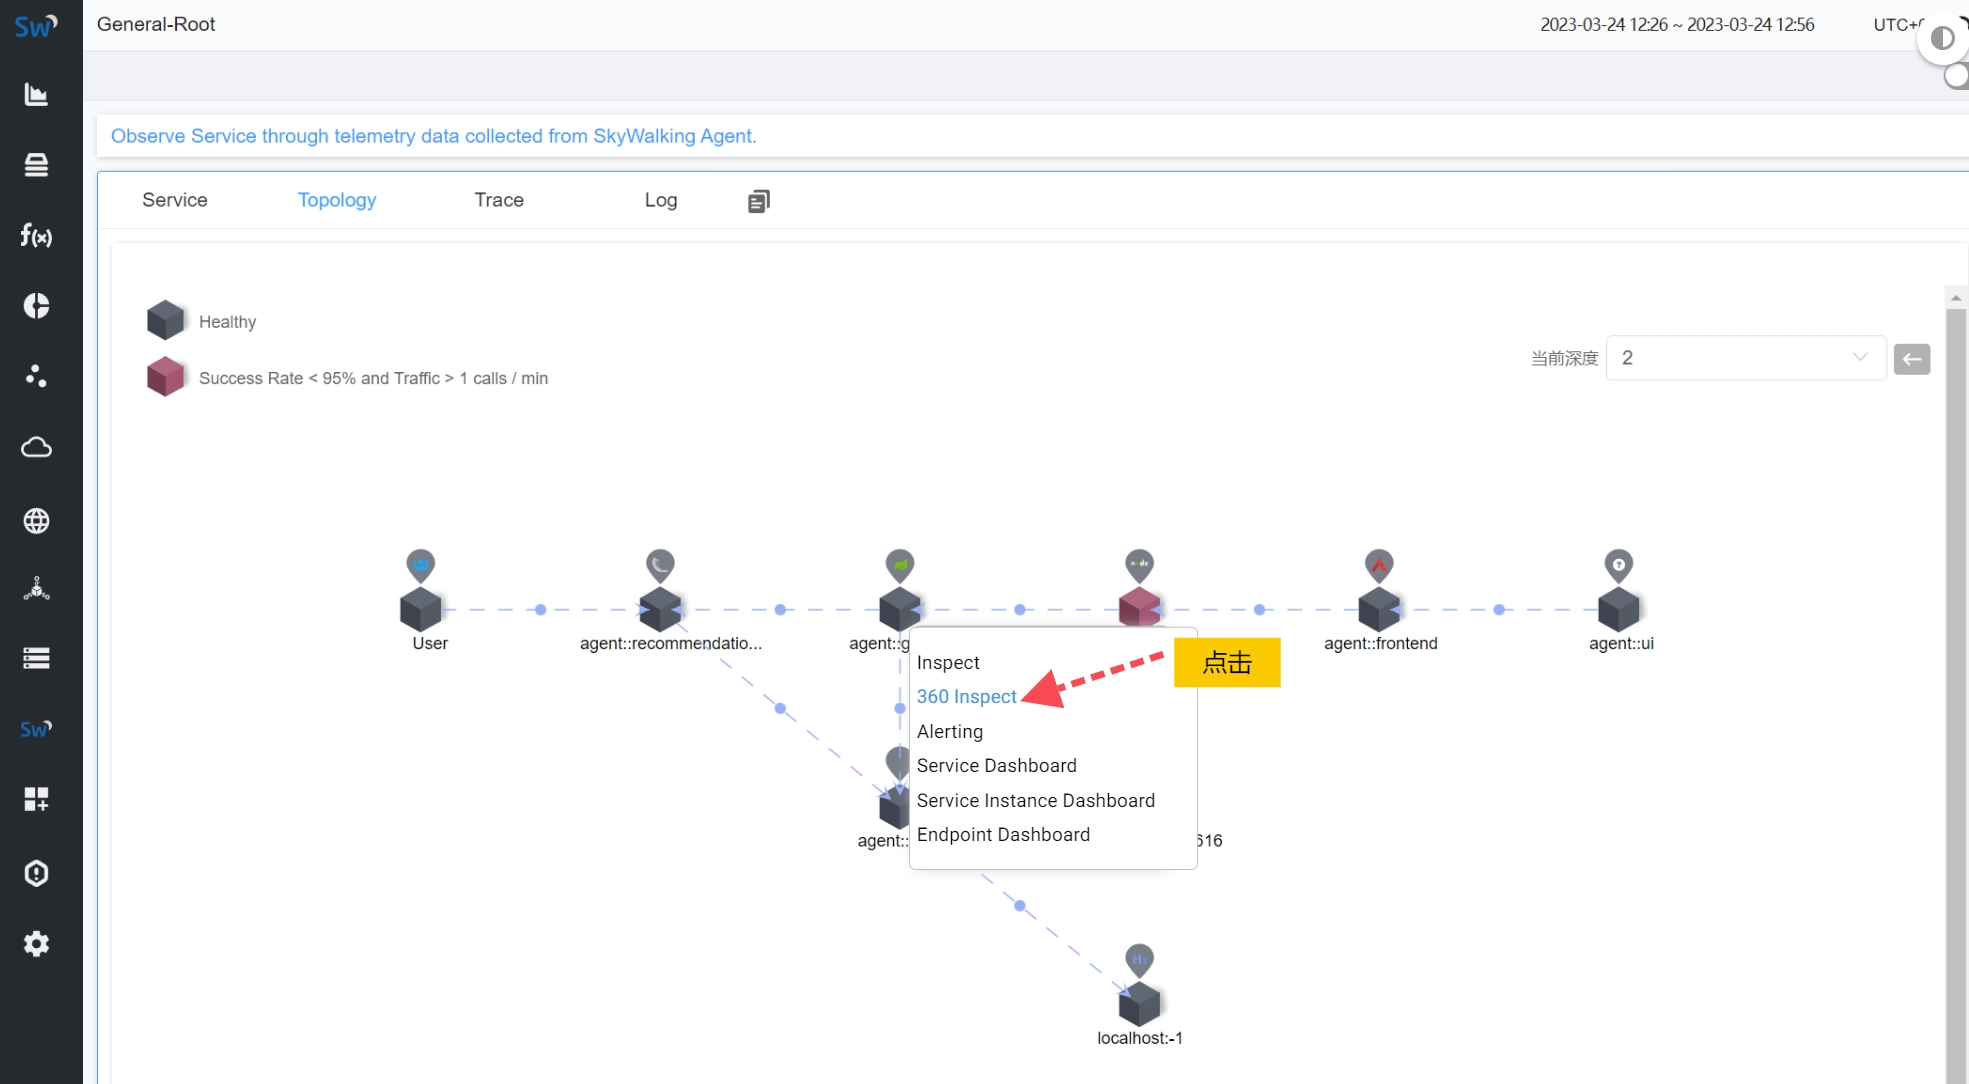 Sw
General-Root
2023-03-24 12:26 ~ 2023-03-24 12:56
UTC+
Observe Service through telemetry data collected from SkyWalking Agent.
Service
Topology
Trace
Log
f(x)
Healthy
Success Rate < 95% and Traffic > 1 calls / min
当前深度
2
node
User
agent::recommendatio...
agent::g
agent::frontend
agent::ui
Inspect
点击
360 Inspect
Alerting
Sw
Service Dashboard
Service Instance Dashboard
Endpoint Dashboard
agent::
616
H2
localhost:-1